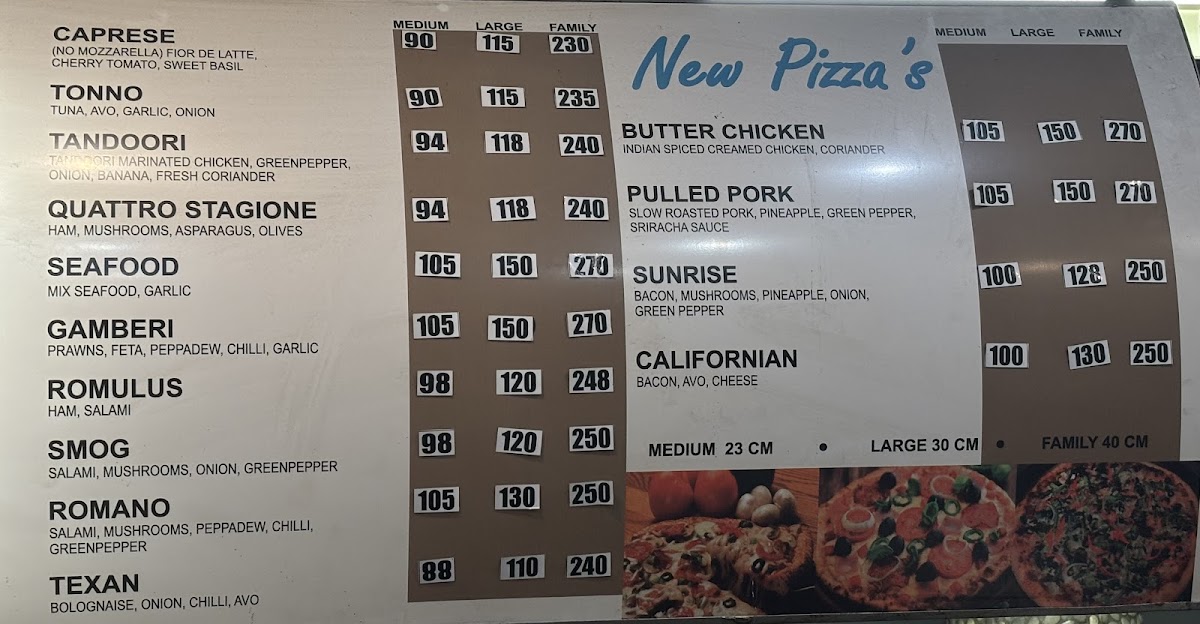 MEDIUM LARGE FAMILY
CAPRESE 90 115 230
(NO MOZZARELLA) FIOR DE LATTE,
CHERRY TOMATO, SWEET BASIL
TONNO 90 115 235
TUNA, AVO, GARLIC, ONION
TANDOORI 94 118 240
TANDOORI MARINATED CHICKEN, GREENPEPPER,
ONION, BANANA, FRESH CORIANDER
QUATTRO STAGIONE 94 118 240
HAM, MUSHROOMS, ASPARAGUS, OLIVES
SEAFOOD 105 150 270
MIX SEAFOOD, GARLIC
GAMBERI 105 150 270
PRAWNS, FETA, PEPPADEW, CHILLI, GARLIC
ROMULUS 98 120 248
HAM, SALAMI
SMOG 98 120 250
SALAMI, MUSHROOMS, ONION, GREENPEPPER
ROMANO 105 130 250
SALAMI, MUSHROOMS, PEPPADEW, CHILLI,
GREENPEPPER
TEXAN 88 110 240
BOLOGNAISE, ONION, CHILLI, AVO
New Pizza's
MEDIUM LARGE FAMILY
BUTTER CHICKEN 105 150 270
INDIAN SPICED CREAMED CHICKEN, CORIANDER
PULLED PORK 105 150 270
SLOW ROASTED PORK, PINEAPPLE, GREEN PEPPER,
SRIRACHA SAUCE
SUNRISE 100 128 250
BACON, MUSHROOMS, PINEAPPLE, ONION,
GREEN PEPPER
CALIFORNIAN 100 130 250
BACON, AVO, CHEESE
MEDIUM 23 CM • LARGE 30 CM • FAMILY 40 CM